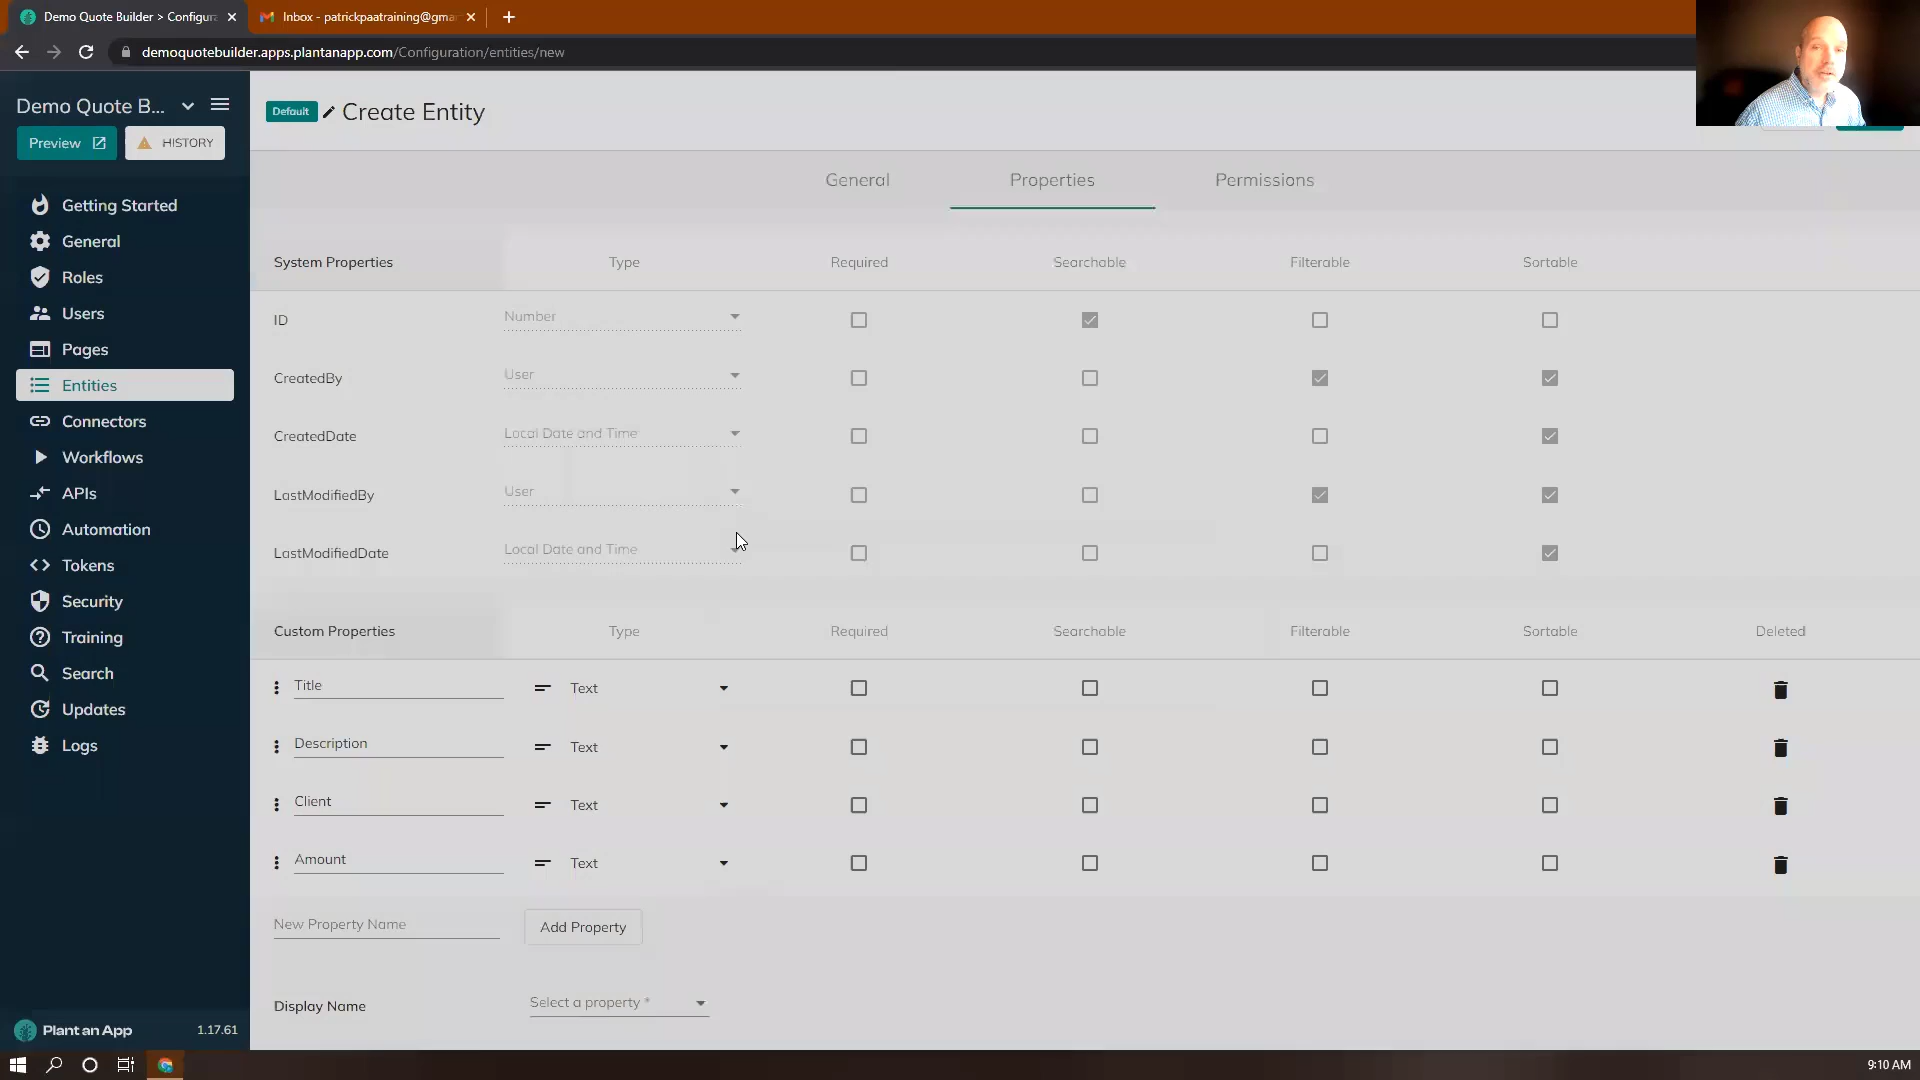 Demo Quote Builder > Configura
Inbox - patrickpaatraining@gma
demoquotebuilder.apps.plantanapp.com/Configuration/entities/new
Demo Quote B...
Preview
HISTORY
Getting Started
General
Roles
Users
Pages
Entities
Connectors
Workflows
APIs
Automation
Tokens
Security
Training
Search
Updates
Logs
Plant an App
1.17.61
Default
Create Entity
General
Properties
Permissions
System Properties Type Required Searchable Filterable Sortable
ID Number
CreatedBy User
CreatedDate Local Date and Time
LastModifiedBy User
LastModifiedDate Local Date and Time
Custom Properties Type Required Searchable Filterable Sortable Deleted
Title Text
Description Text
Client Text
Amount Text
New Property Name Add Property
Display Name Select a property *
9:10 AM